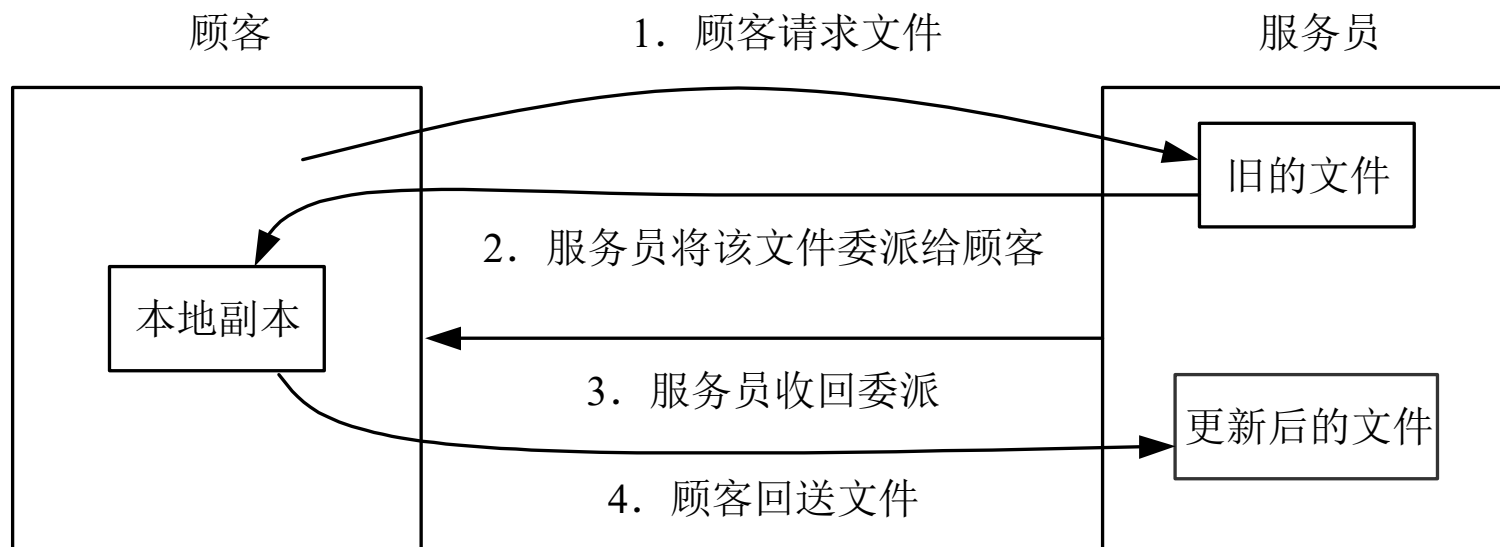 顾客
1．顾客请求文件
服务员
旧的文件
2．服务员将该文件委派给顾客
本地副本
3．服务员收回委派
更新后的文件
4．顾客回送文件